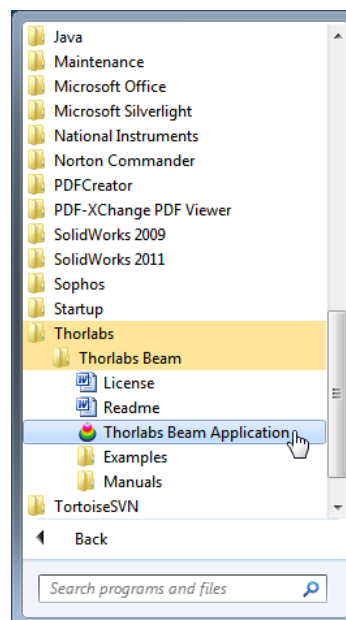 Java
Maintenance
Microsoft Office
Microsoft Silverlight
National Instruments
Norton Commander
PDFCreator
PDF-XChange PDF Viewer
SolidWorks 2009
SolidWorks 2011
Sophos
Startup
Thorlabs
Thorlabs Beam
License
Readme
Thorlabs Beam Application
Examples
Manuals
TortoiseSVN
Back
Search programs and files